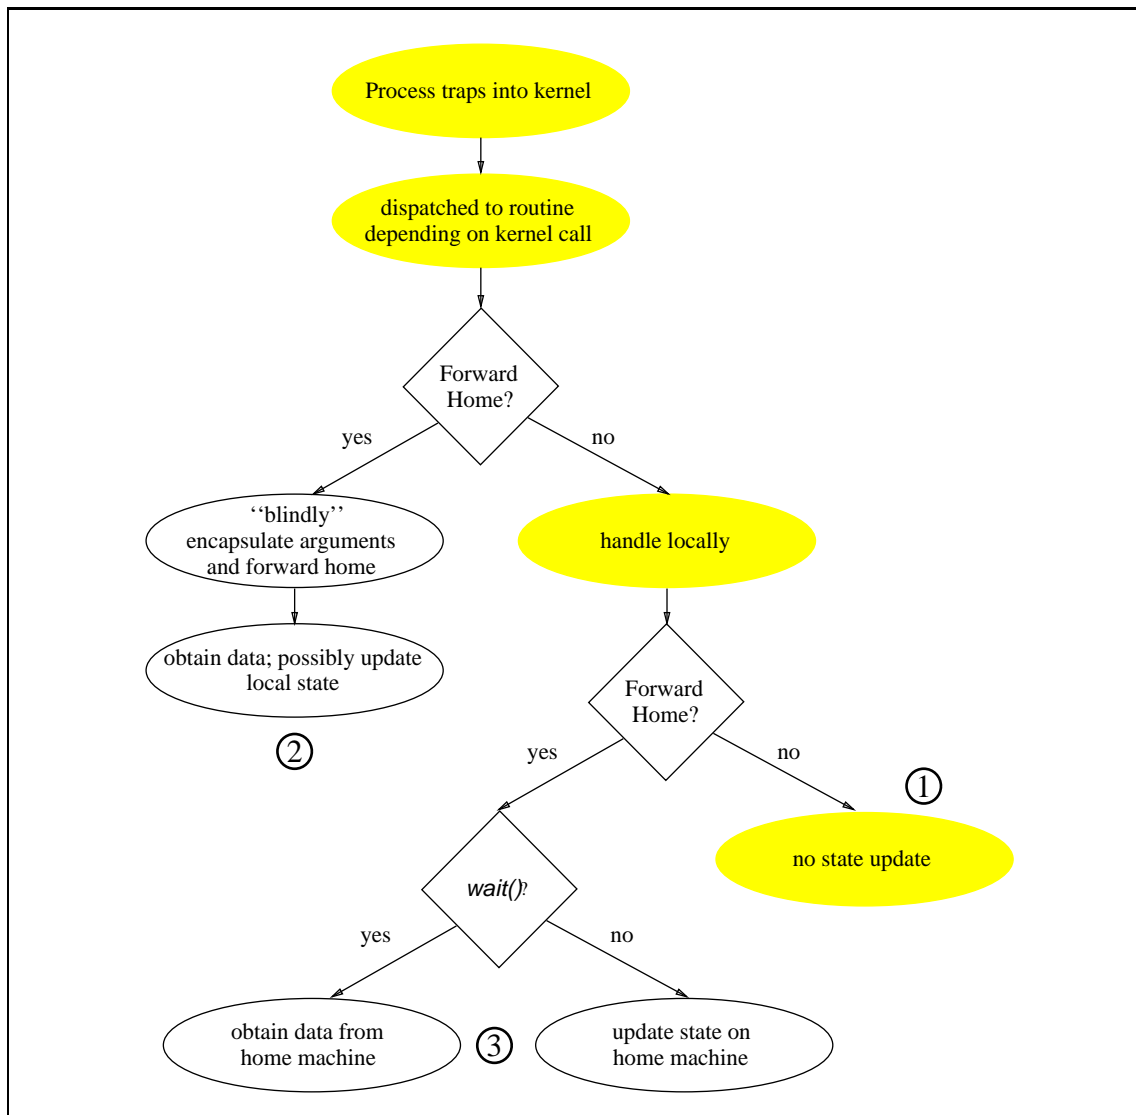 Process traps into kernel
dispatched to routine
depending on kernel call
Forward
Home?
yes
no
‘‘blindly’’
encapsulate arguments
and forward home
handle locally
obtain data; possibly update
local state
Forward
Home?
2
yes
no
1
no state update
wait()?
yes
no
obtain data from
home machine
3
update state on
home machine